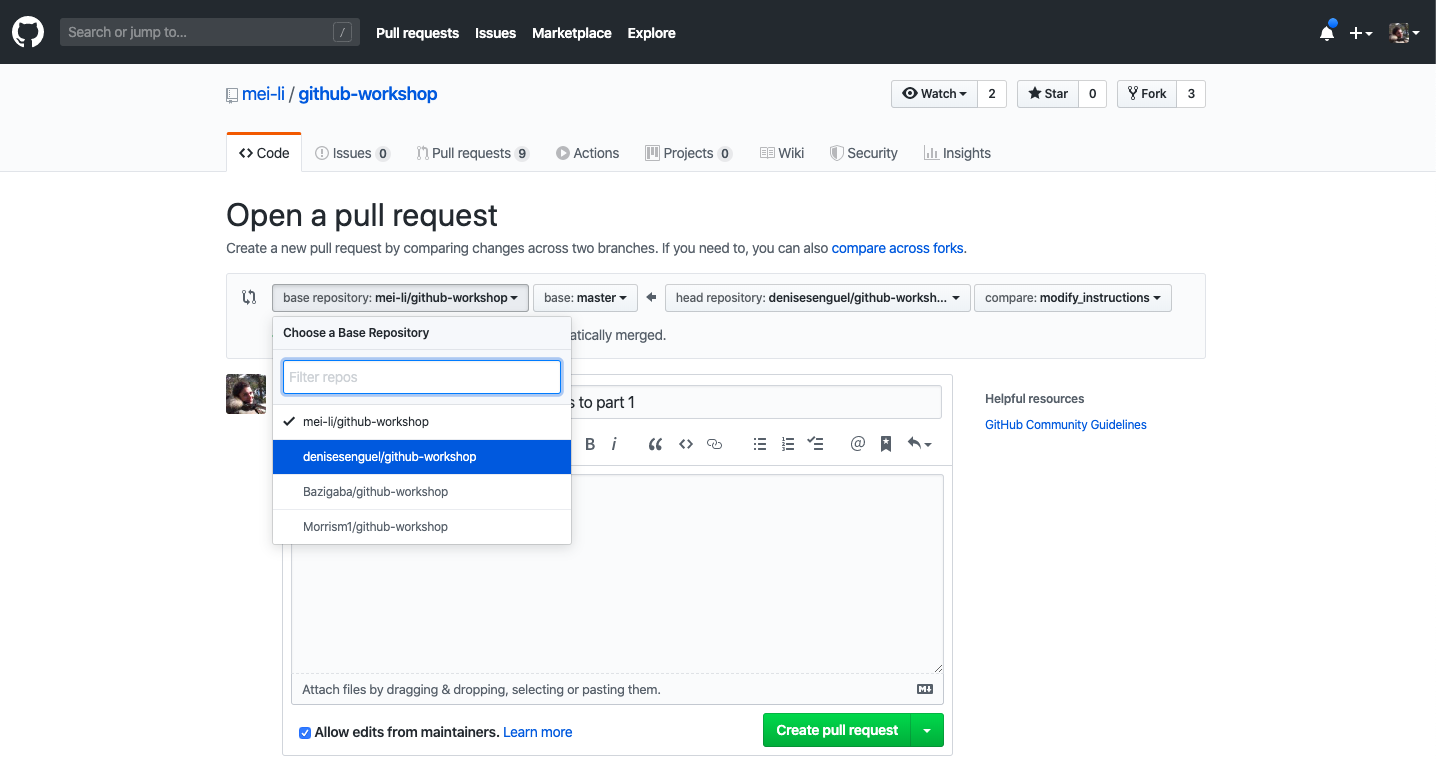 Search or jump to... /
Pull requests Issues Marketplace Explore
mei-li / github-workshop
Watch 2 Star 0 Fork 3
Code Issues 0 Pull requests 9 Actions Projects 0 Wiki Security Insights
Open a pull request
Create a new pull request by comparing changes across two branches. If you need to, you can also compare across forks.
base repository: mei-li/github-workshop base: master head repository: denisesenguel/github-worksh... compare: modify_instructions
Choose a Base Repository
atically merged.
Filter repos
mei-li/github-workshop
denisesenguel/github-workshop
Bazigaba/github-workshop
Morrism1/github-workshop
s to part 1
Helpful resources
GitHub Community Guidelines
B i
Attach files by dragging & dropping, selecting or pasting them.
Allow edits from maintainers. Learn more
Create pull request